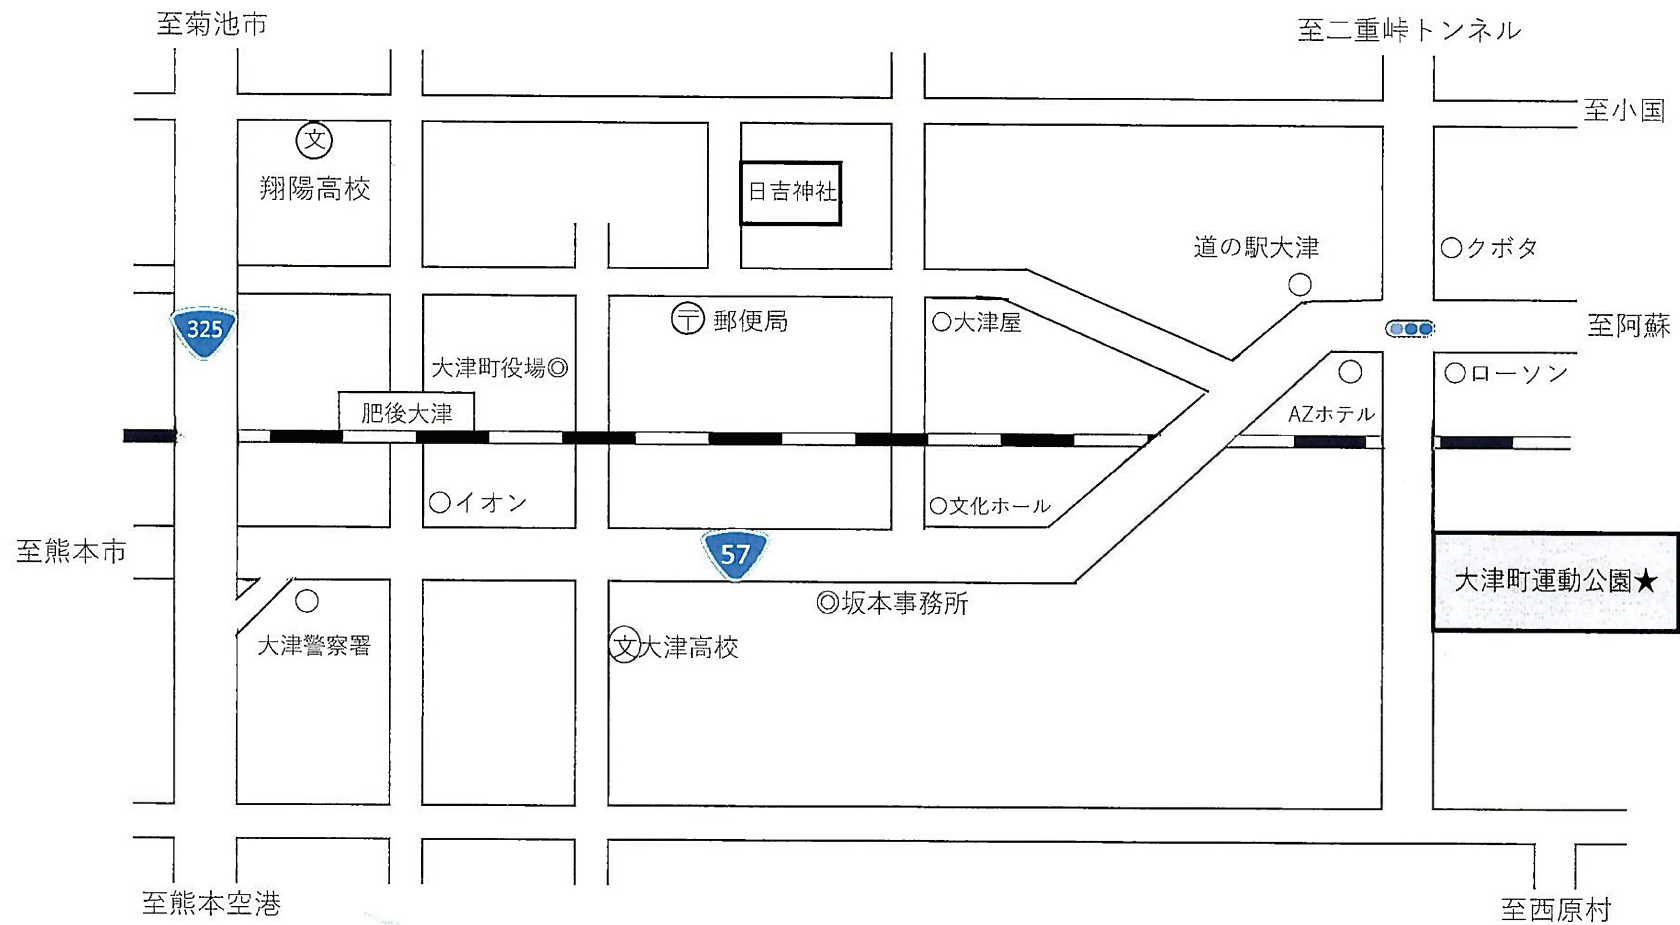 至菊池市
至二重峠トンネル
至小国
文
翔陽高校
日吉神社
道の駅大津
○クボタ
325
〒郵便局
○大津屋
至阿蘇
大津町役場◎
○ローソン
肥後大津
AZホテル
○イオン
○文化ホール
至熊本市
57
大津町運動公園★
◎坂本事務所
大津警察署
文大津高校
至熊本空港
至西原村